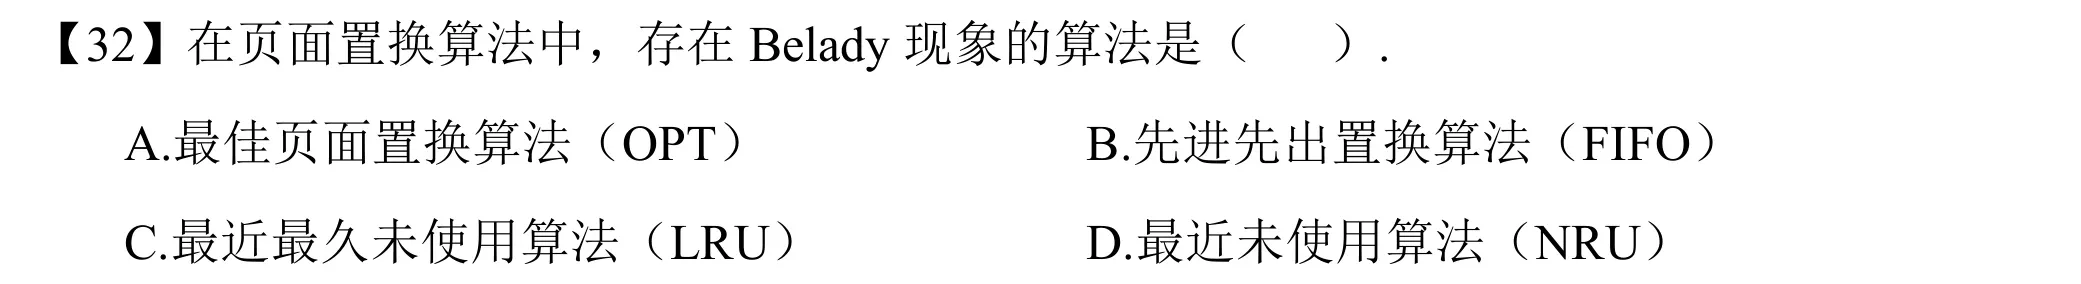 【32】在页面置换算法中，存在 Belady 现象的算法是（　　）.
A.最佳页面置换算法（OPT）　　B.先进先出置换算法（FIFO）
C.最近最久未使用算法（LRU）　　D.最近未使用算法（NRU）